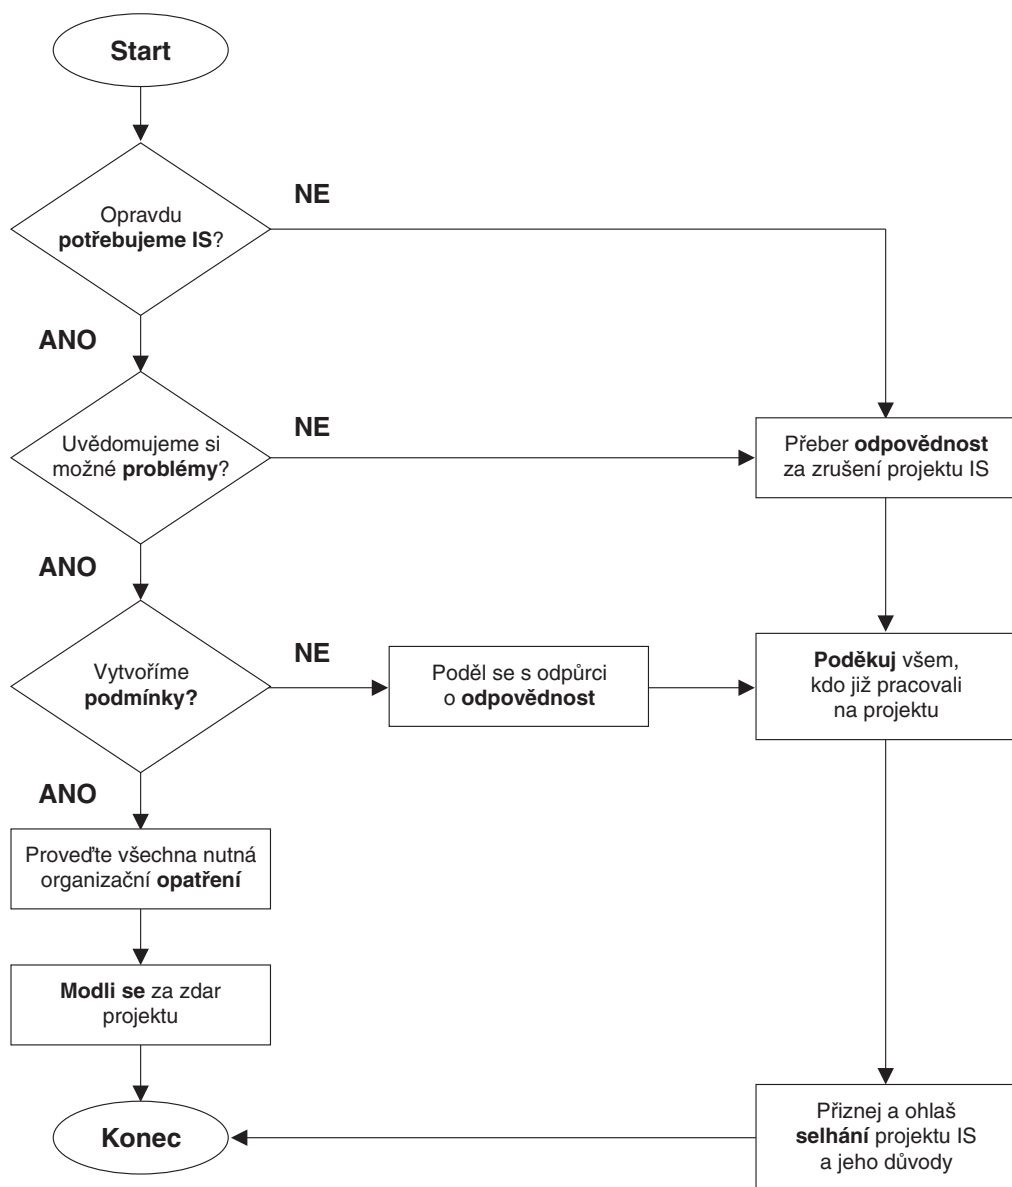 Start
NE
Opravdu
potřebujeme IS?
ANO
NE
Uvědomujeme si
možné problémy?
Přeber odpovědnost
za zrušení projektu IS
ANO
NE
Vytvoříme
podmínky?
Poděl se s odpůrci
o odpovědnost
Poděkuj všem,
kdo již pracovali
na projektu
ANO
Proveďte všechna nutná
organizační opatření
Modli se za zdar
projektu
Konec
Přiznej a ohlaš
selhání projektu IS
a jeho důvody